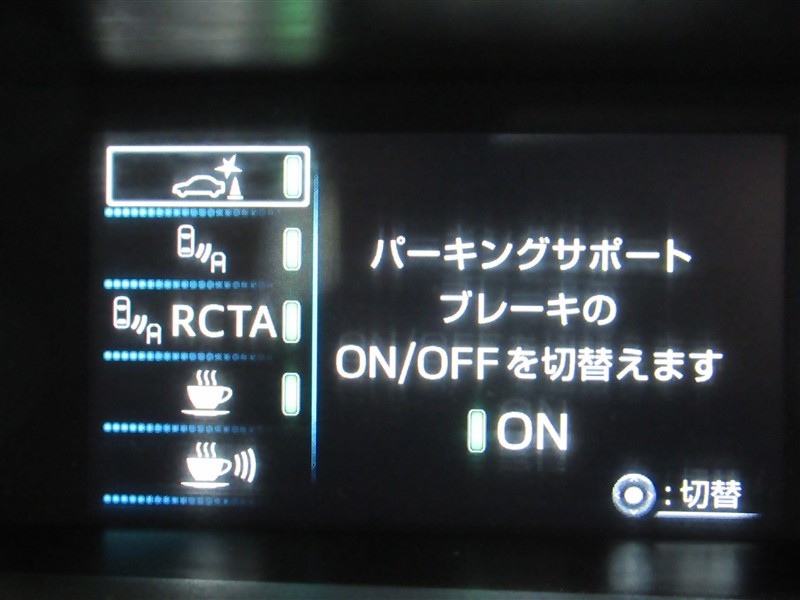 RCTA
パーキングサポート
ブレーキの
ON/OFFを切替えます
ON
:切替